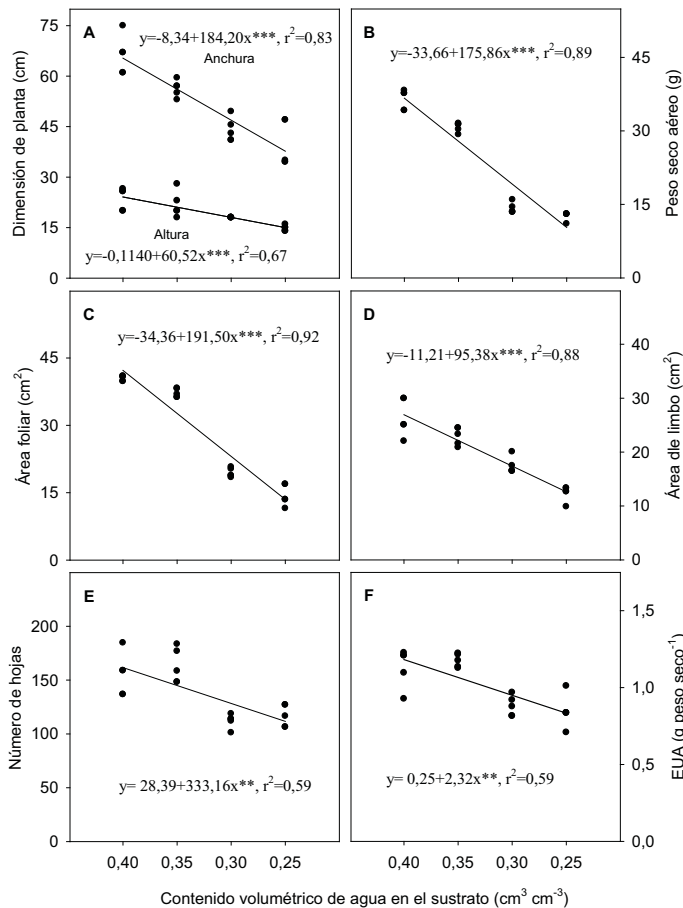 A
y=-8,34+184,20x***, r²=0,83
Anchura
Altura
y=-0,1140+60,52x***, r²=0,67
Dimensión de planta (cm)
75
60
45
30
15
0
B
y=-33,66+175,86x***, r²=0,89
Peso seco aéreo (g)
45
30
15
0
C
y=-34,36+191,50x***, r²=0,92
Área foliar (cm²)
45
30
15
0
D
y=-11,21+95,38x***, r²=0,88
Área dle limbo (cm²)
40
30
20
10
0
E
y= 28,39+333,16x**, r²=0,59
Número de hojas
200
150
100
50
0
0,40 0,35 0,30 0,25
F
y= 0,25+2,32x**, r²=0,59
EUA (g peso seco⁻¹)
1,5
1,0
0,5
0,0
0,40 0,35 0,30 0,25
Contenido volumétrico de agua en el sustrato (cm³ cm⁻³)